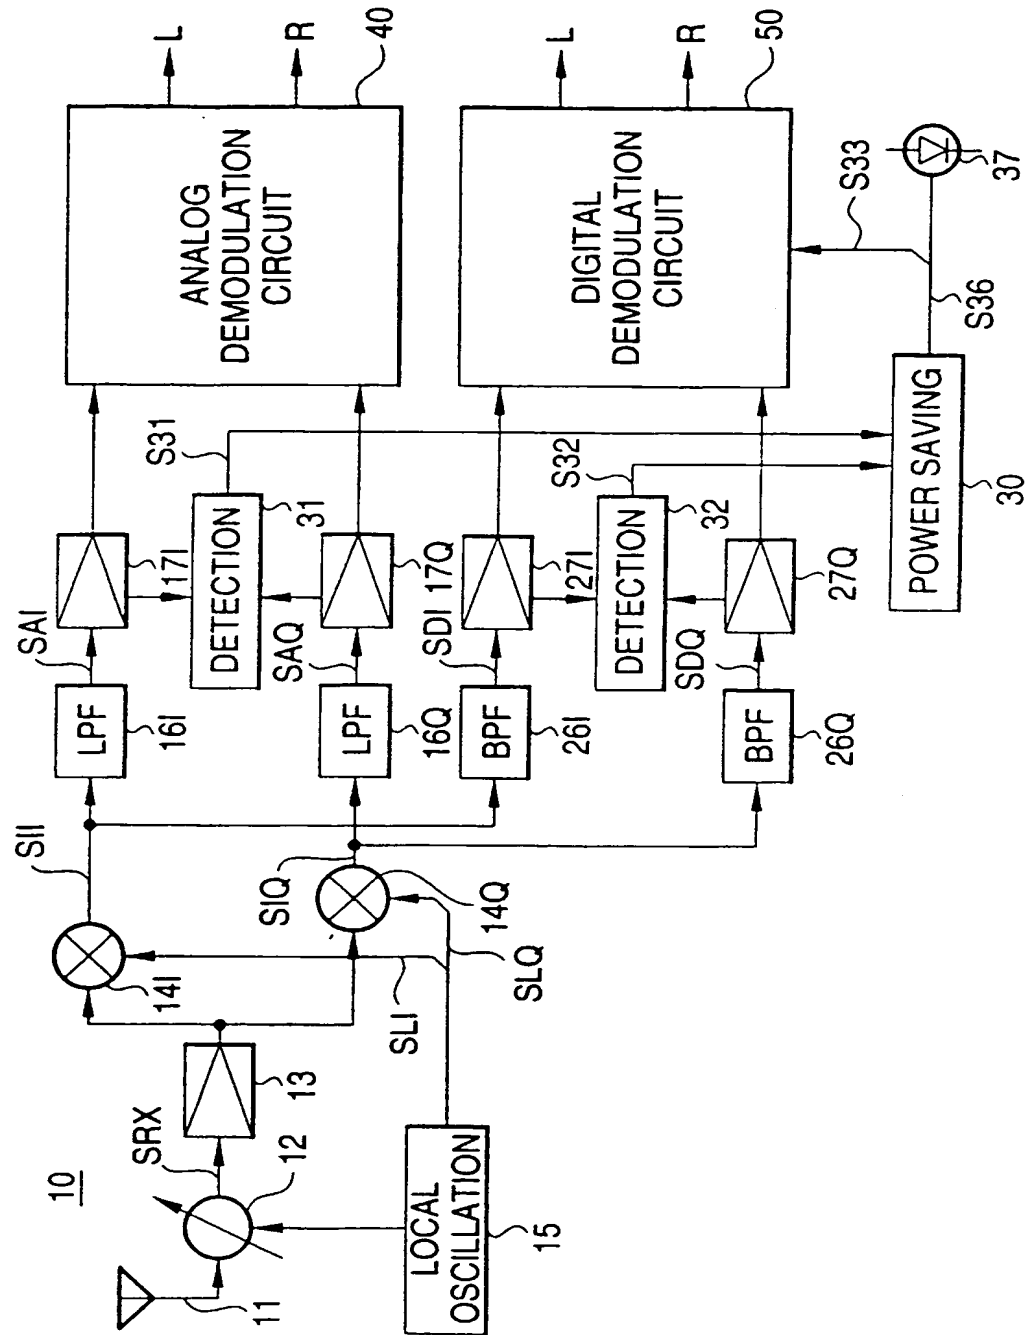 10
11
12
SRX
13
LOCAL
OSCILLATION
15
14I
SII
SLI
SLQ
SIQ
14Q
LPF
16I
SAI
17I
DETECTION
31
S31
SAQ
LPF
16Q
17Q
ANALOG
DEMODULATION
CIRCUIT
L
R
40
BPF
26I
SDI
27I
DETECTION
32
S32
SDQ
BPF
26Q
27Q
DIGITAL
DEMODULATION
CIRCUIT
L
R
50
POWER SAVING
30
S36
S33
37